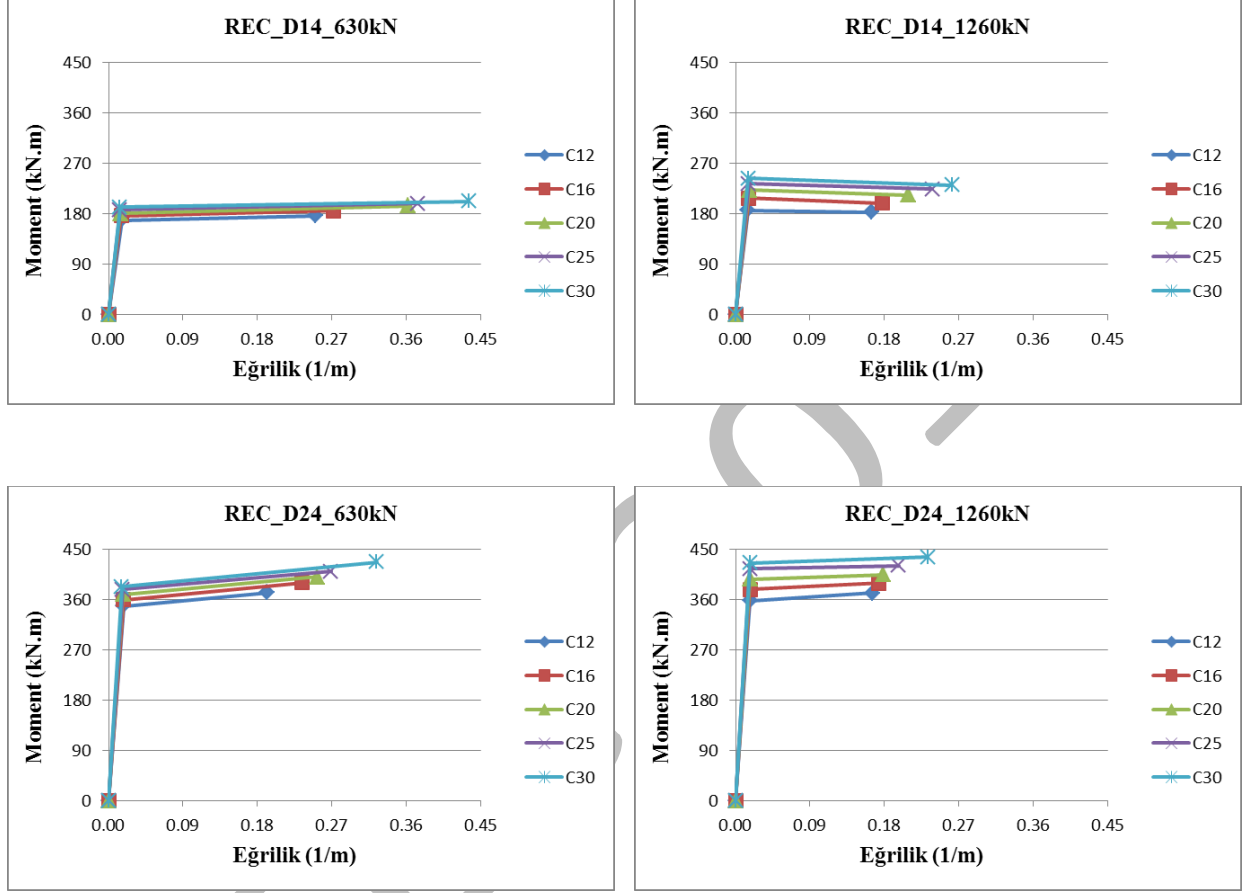 REC_D14_630kN
450
360
270
180
90
0
Moment (kN.m)
0.00 0.09 0.18 0.27 0.36 0.45
Eğrilik (1/m)
C12
C16
C20
C25
C30
REC_D14_1260kN
450
360
270
180
90
0
Moment (kN.m)
0.00 0.09 0.18 0.27 0.36 0.45
Eğrilik (1/m)
C12
C16
C20
C25
C30
REC_D24_630kN
450
360
270
180
90
0
Moment (kN.m)
0.00 0.09 0.18 0.27 0.36 0.45
Eğrilik (1/m)
C12
C16
C20
C25
C30
REC_D24_1260kN
450
360
270
180
90
0
Moment (kN.m)
0.00 0.09 0.18 0.27 0.36 0.45
Eğrilik (1/m)
C12
C16
C20
C25
C30